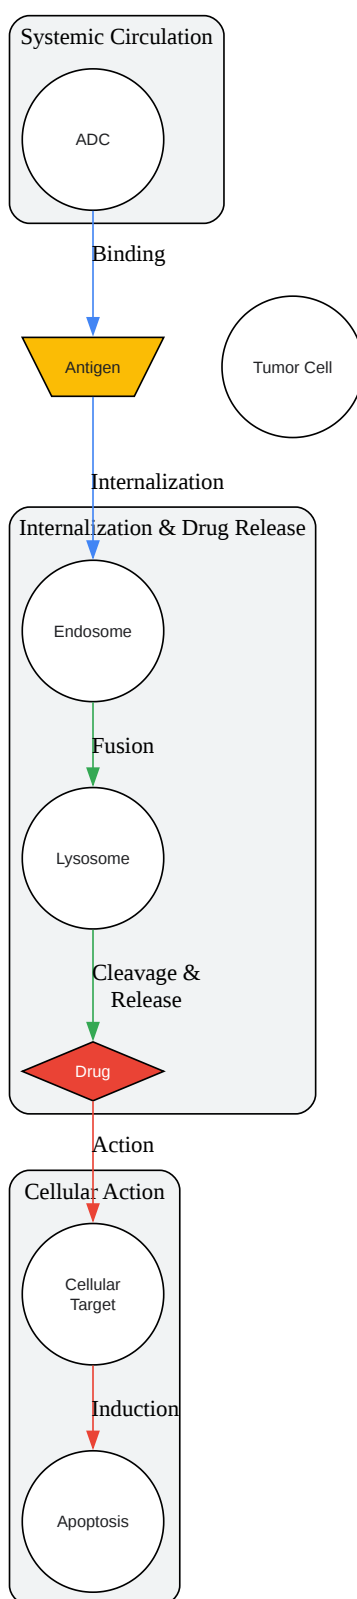 Systemic Circulation
ADC
Binding
Antigen
Tumor Cell
Internalization
Internalization & Drug Release
Endosome
Fusion
Lysosome
Cleavage &
Release
Drug
Action
Cellular Action
Cellular
Target
Induction
Apoptosis